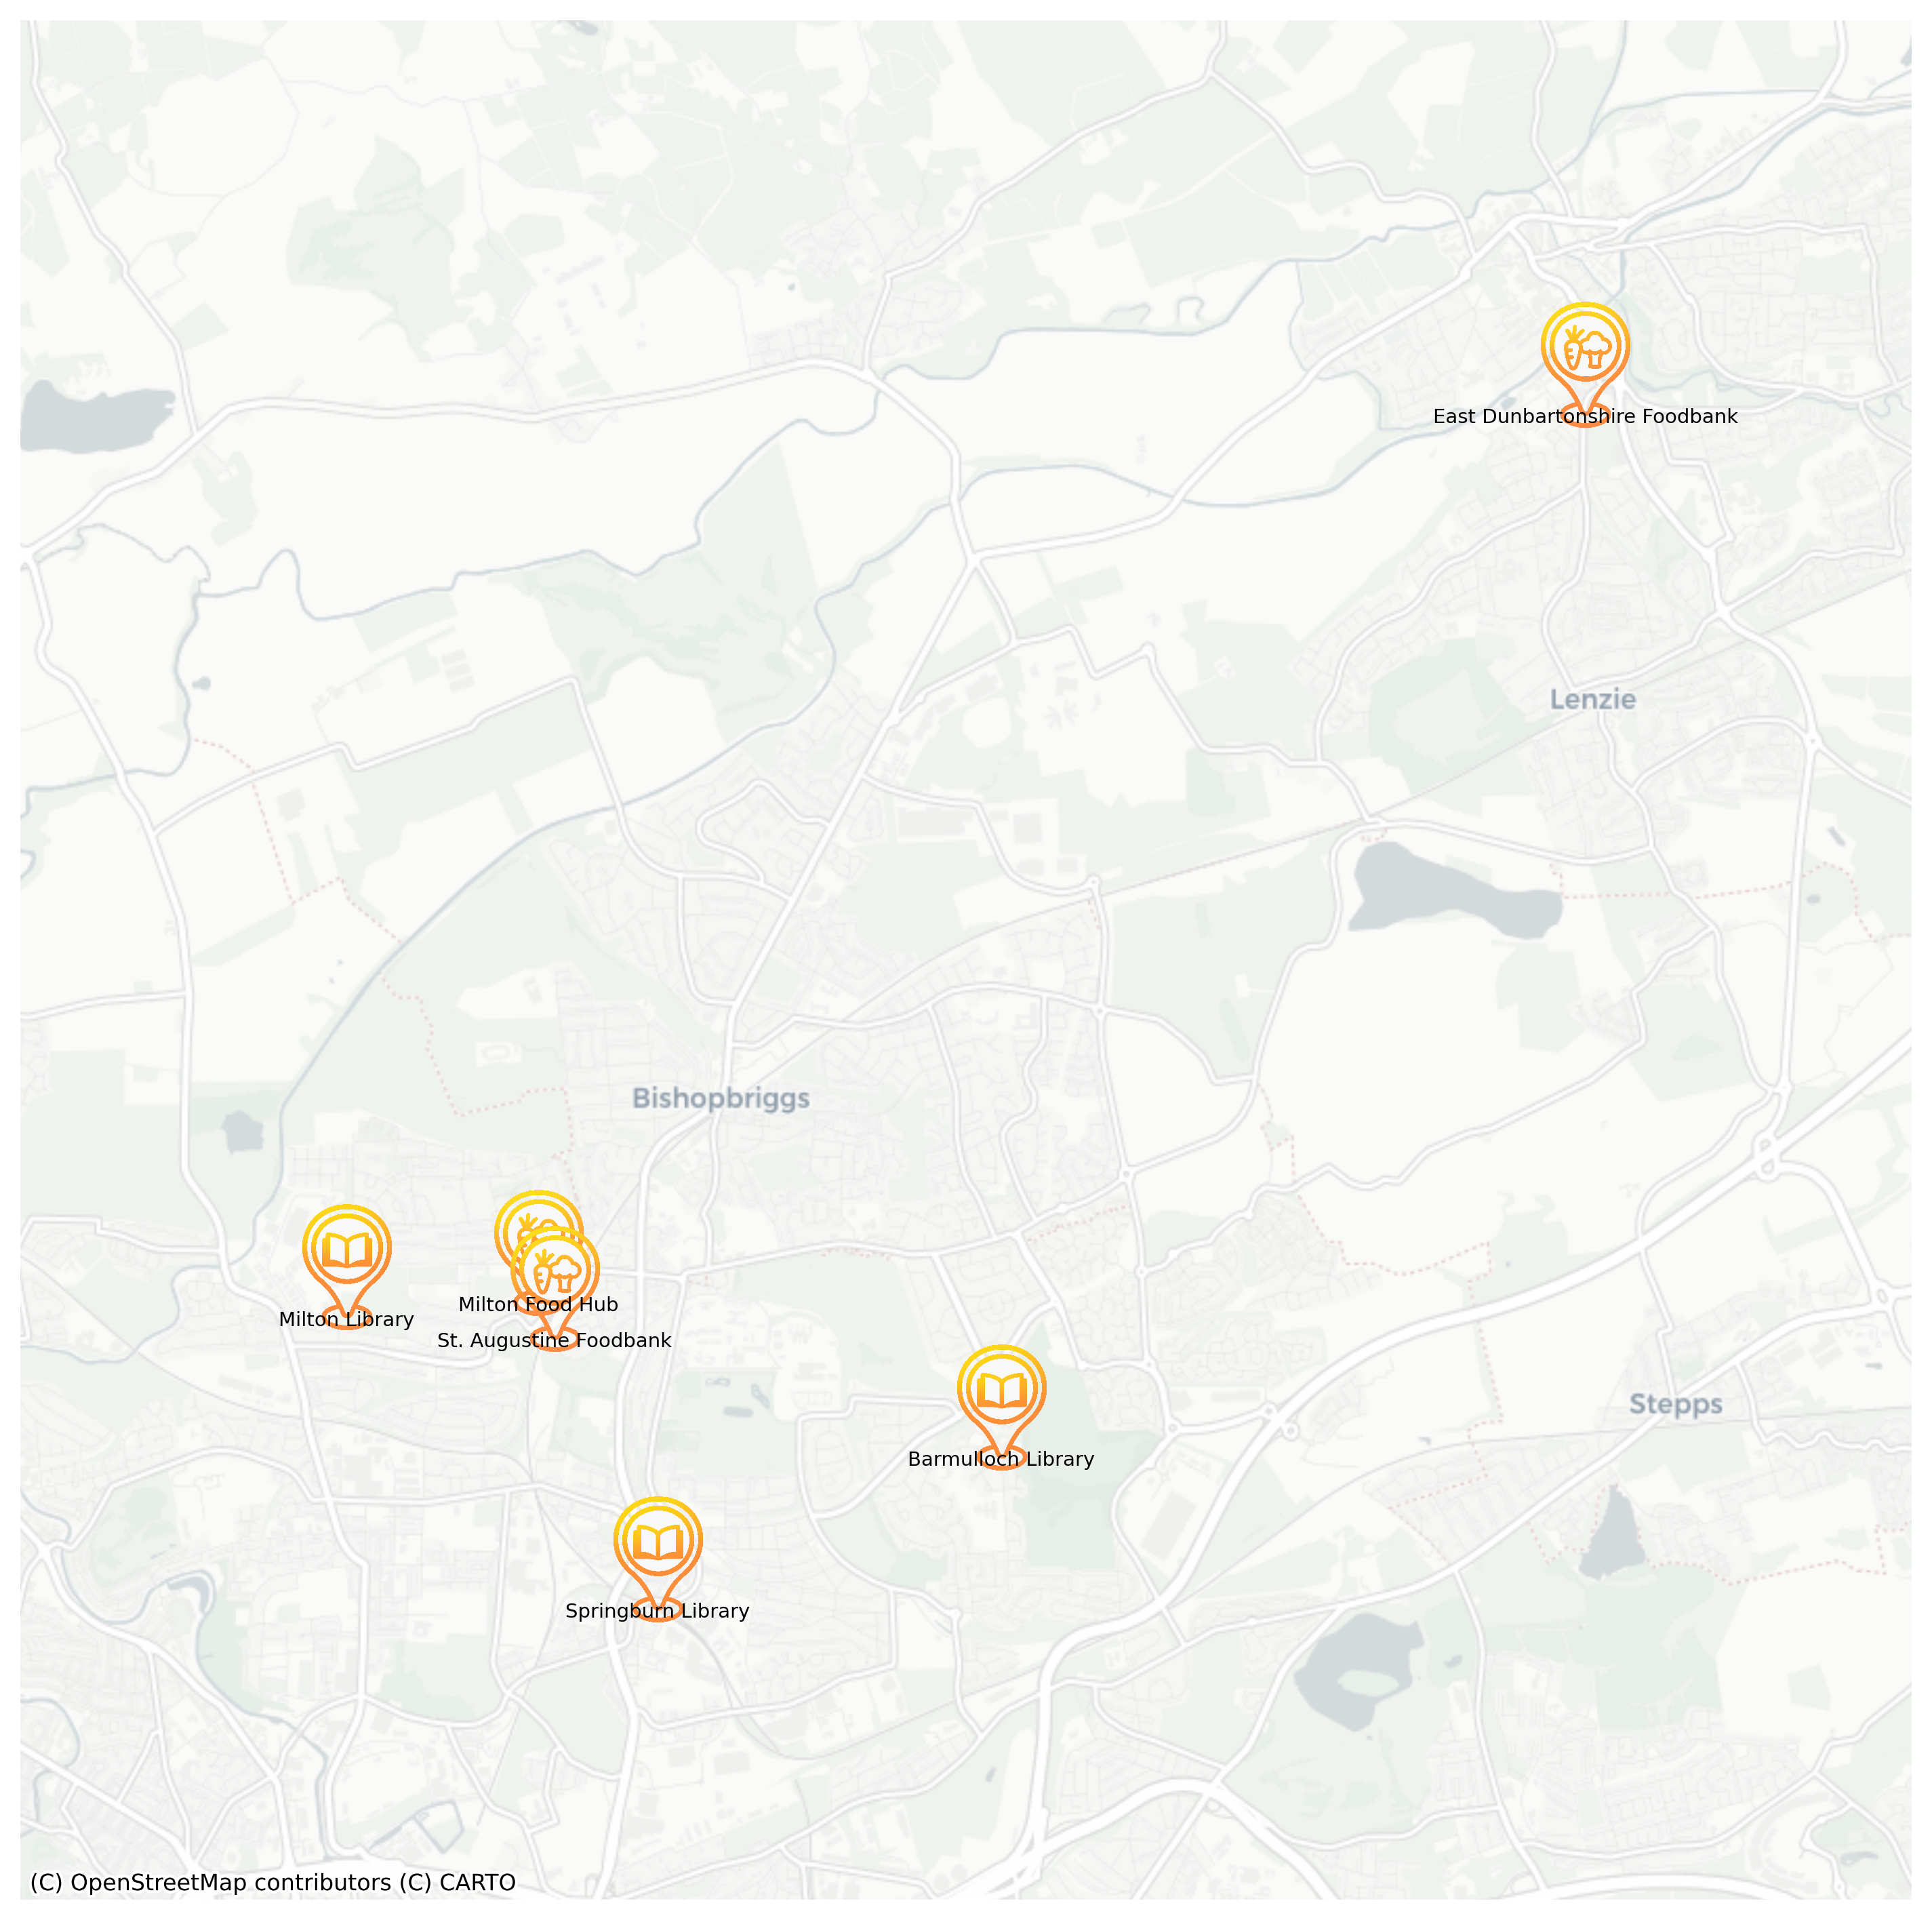 East Dunbartonshire Foodbank
Lenzie
Bishopbriggs
Milton Food Hub
Milton Library
St. Augustine Foodbank
Stepps
Barmulloch Library
Springburn Library
(C) OpenStreetMap contributors (C) CARTO